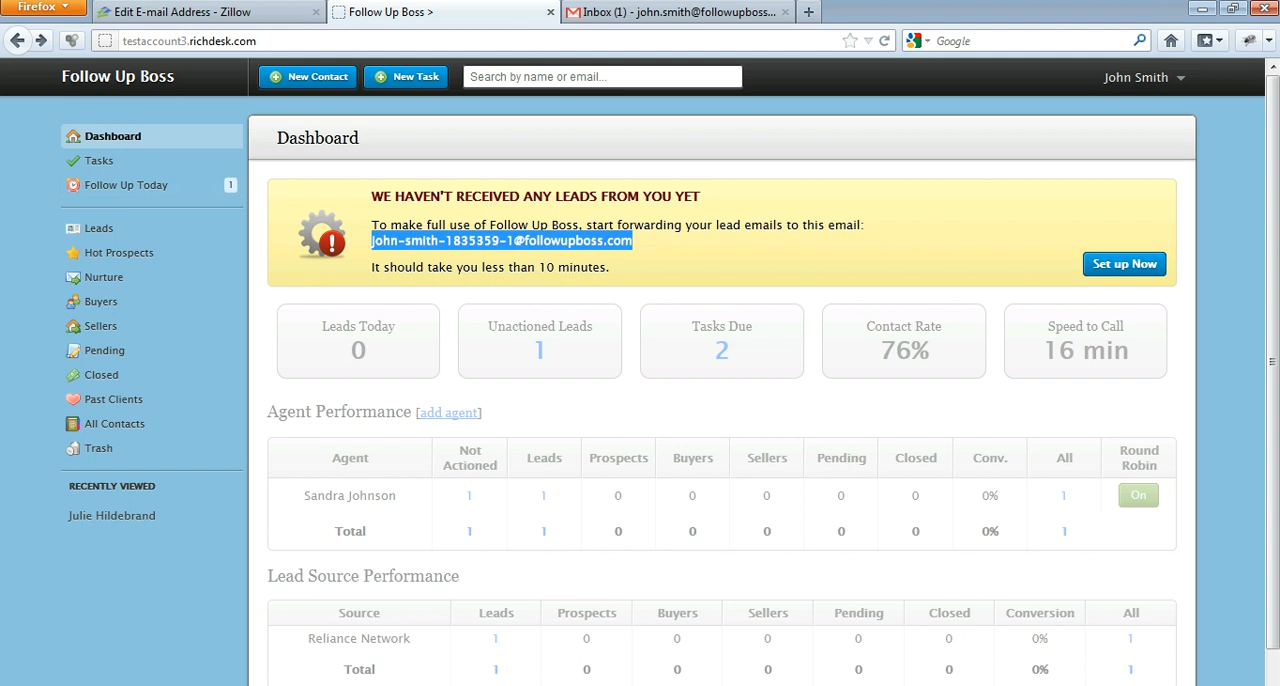 Firefox
Edit E-mail Address - Zillow
Follow Up Boss >
Inbox (1) - john.smith@followupboss...
testaccount3.richdesk.com
Google
Follow Up Boss
New Contact
New Task
Search by name or email...
John Smith
Dashboard
Tasks
Follow Up Today 1
Leads
Hot Prospects
Nurture
Buyers
Sellers
Pending
Closed
Past Clients
All Contacts
Trash
RECENTLY VIEWED
Julie Hildebrand
Dashboard
WE HAVEN'T RECEIVED ANY LEADS FROM YOU YET
To make full use of Follow Up Boss, start forwarding your lead emails to this email:
john-smith-1835359-1@followupboss.com
It should take you less than 10 minutes.
Set up Now
Leads Today
0
Unactioned Leads
1
Tasks Due
2
Contact Rate
76%
Speed to Call
16 min
Agent Performance [add agent]
Agent Not Actioned Leads Prospects Buyers Sellers Pending Closed Conv. All Round Robin
Sandra Johnson 1 1 0 0 0 0 0 0% 1 On
Total 1 1 0 0 0 0 0 0% 1
Lead Source Performance
Source Leads Prospects Buyers Sellers Pending Closed Conversion All
Reliance Network 1 0 0 0 0 0 0% 1
Total 1 0 0 0 0 0 0% 1